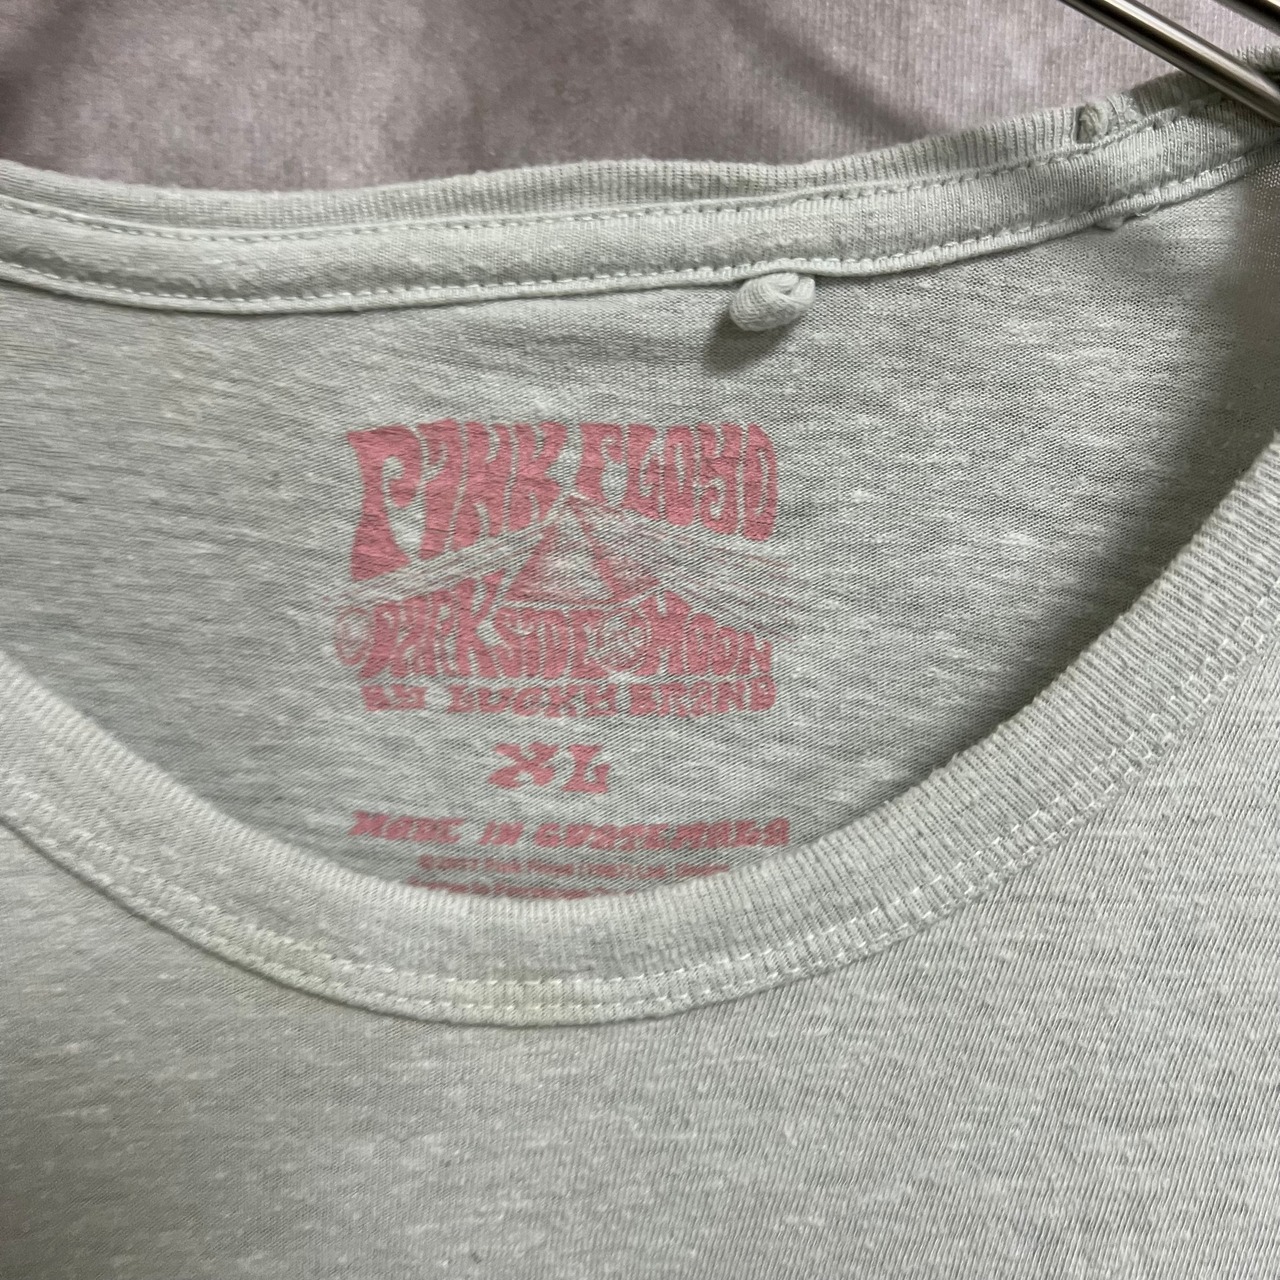 PINK FLOYD
DARK SIDE MOON
BY LUCKY BRAND
XL
MADE IN GUATEMALA